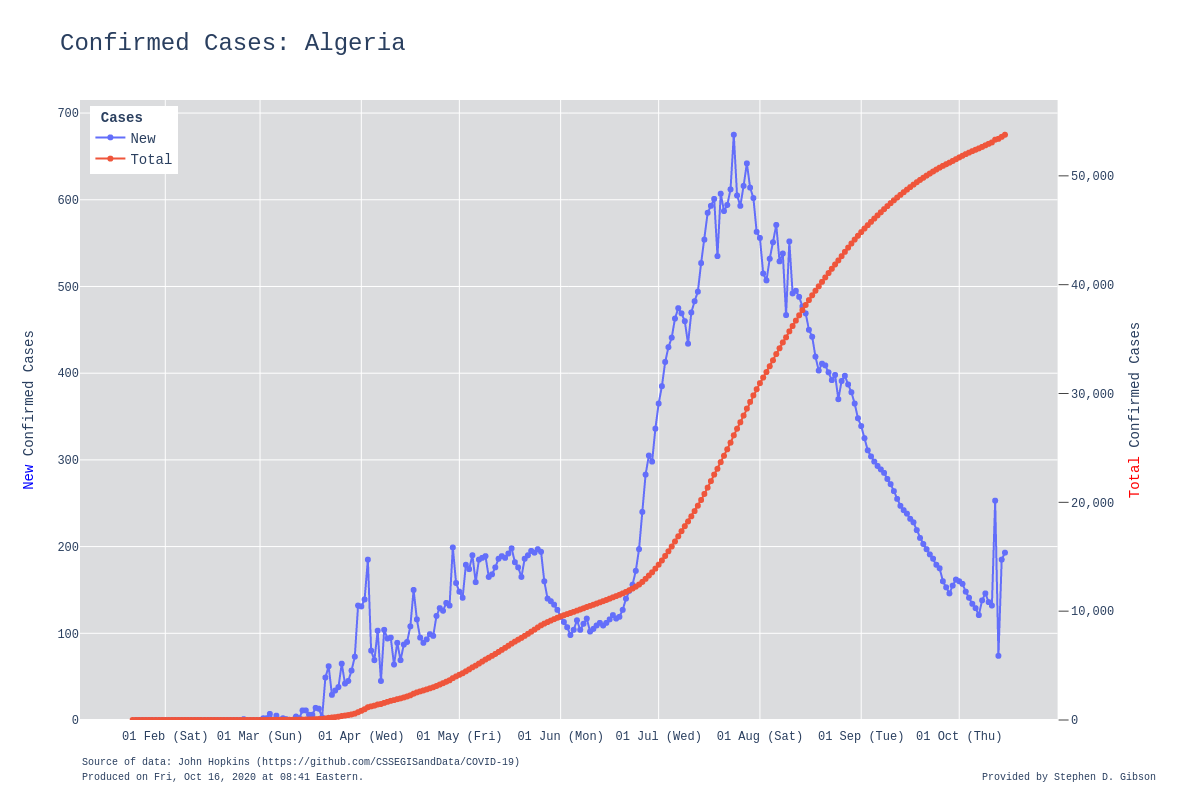 Confirmed Cases: Algeria
Cases
New
Total
700
600
500
400
300
200
100
0
New Confirmed Cases
50,000
40,000
30,000
20,000
10,000
0
Total Confirmed Cases
01 Feb (Sat) 01 Mar (Sun) 01 Apr (Wed) 01 May (Fri) 01 Jun (Mon) 01 Jul (Wed) 01 Aug (Sat) 01 Sep (Tue) 01 Oct (Thu)
Source of data: John Hopkins (https://github.com/CSSEGISandData/COVID-19)
Produced on Fri, Oct 16, 2020 at 08:41 Eastern.
Provided by Stephen D. Gibson